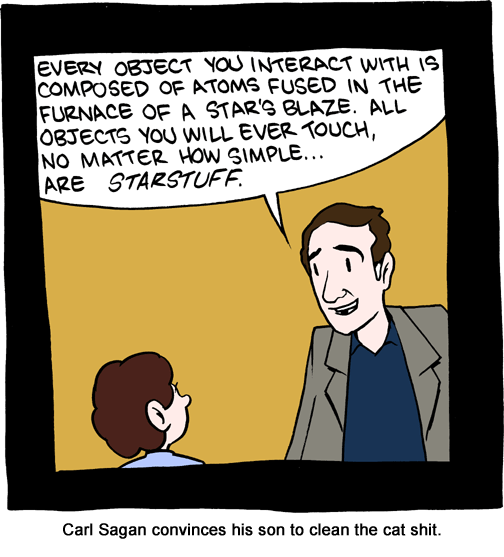 EVERY OBJECT YOU INTERACT WITH IS
COMPOSED OF ATOMS FUSED IN THE
FURNACE OF A STAR'S BLAZE. ALL
OBJECTS YOU WILL EVER TOUCH,
NO MATTER HOW SIMPLE...
ARE STARSTUFF.
Carl Sagan convinces his son to clean the cat shit.